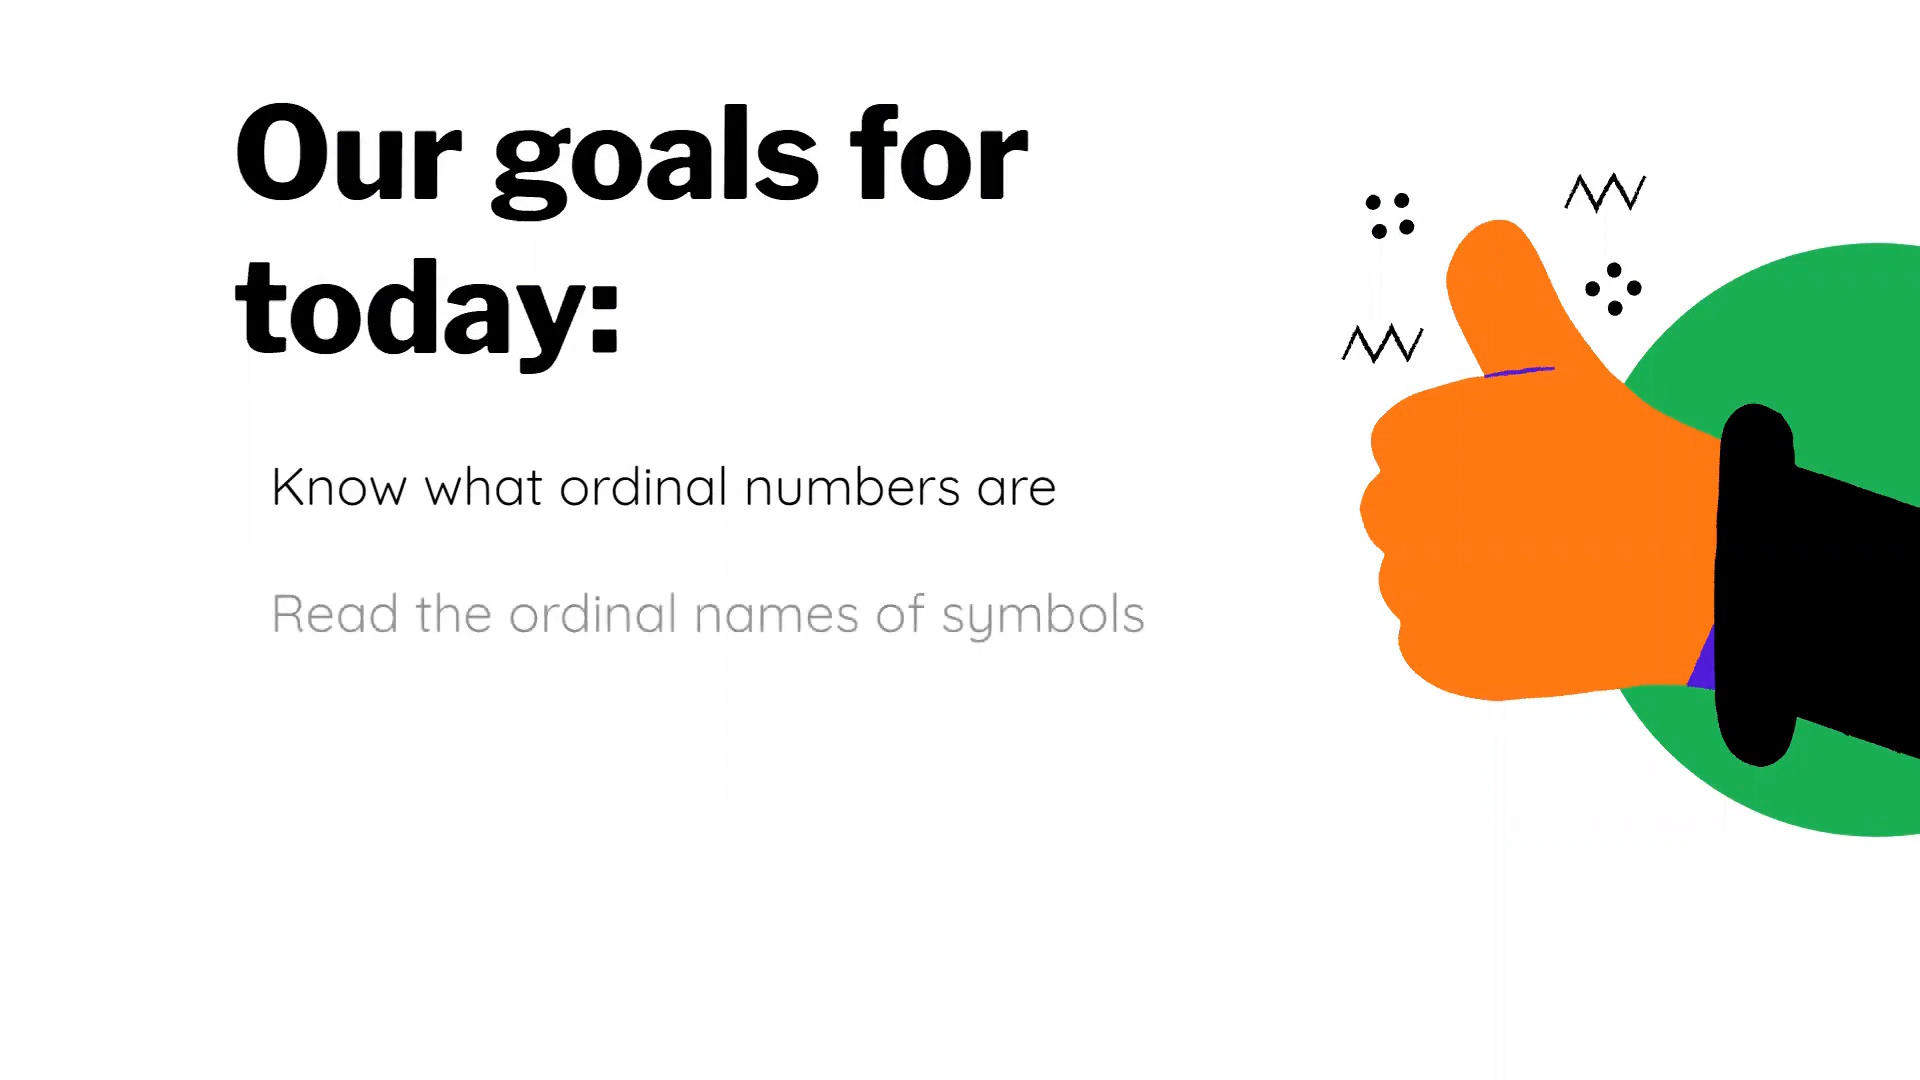 Our goals for
today:
Know what ordinal numbers are
Read the ordinal names of symbols